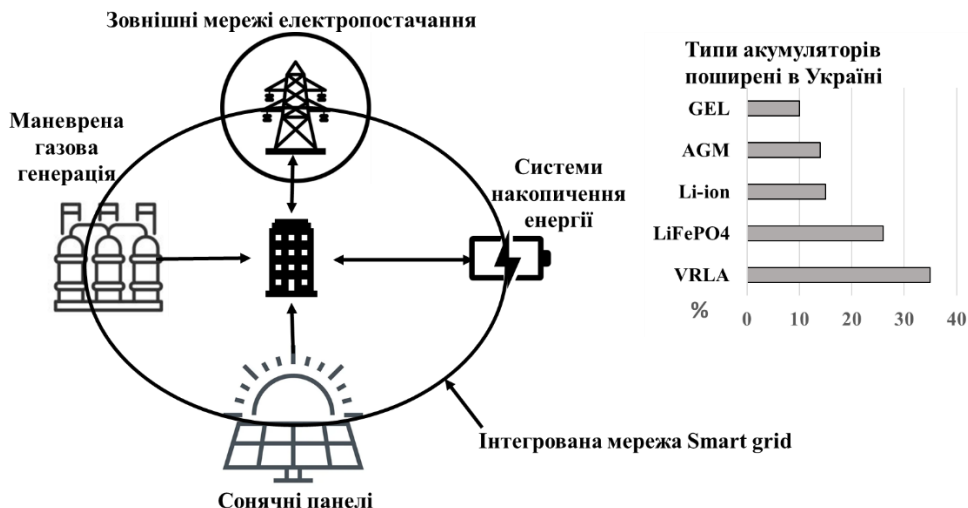 Зовнішні мережі електропостачання
Маневрена
газова
генерація
Системи
накопичення
енергії
Сонячні панелі
Інтегрована мережа Smart grid
Типи акумуляторів
поширені в Україні
GEL
AGM
Li-ion
LiFePO4
VRLA
% 0 10 20 30 40